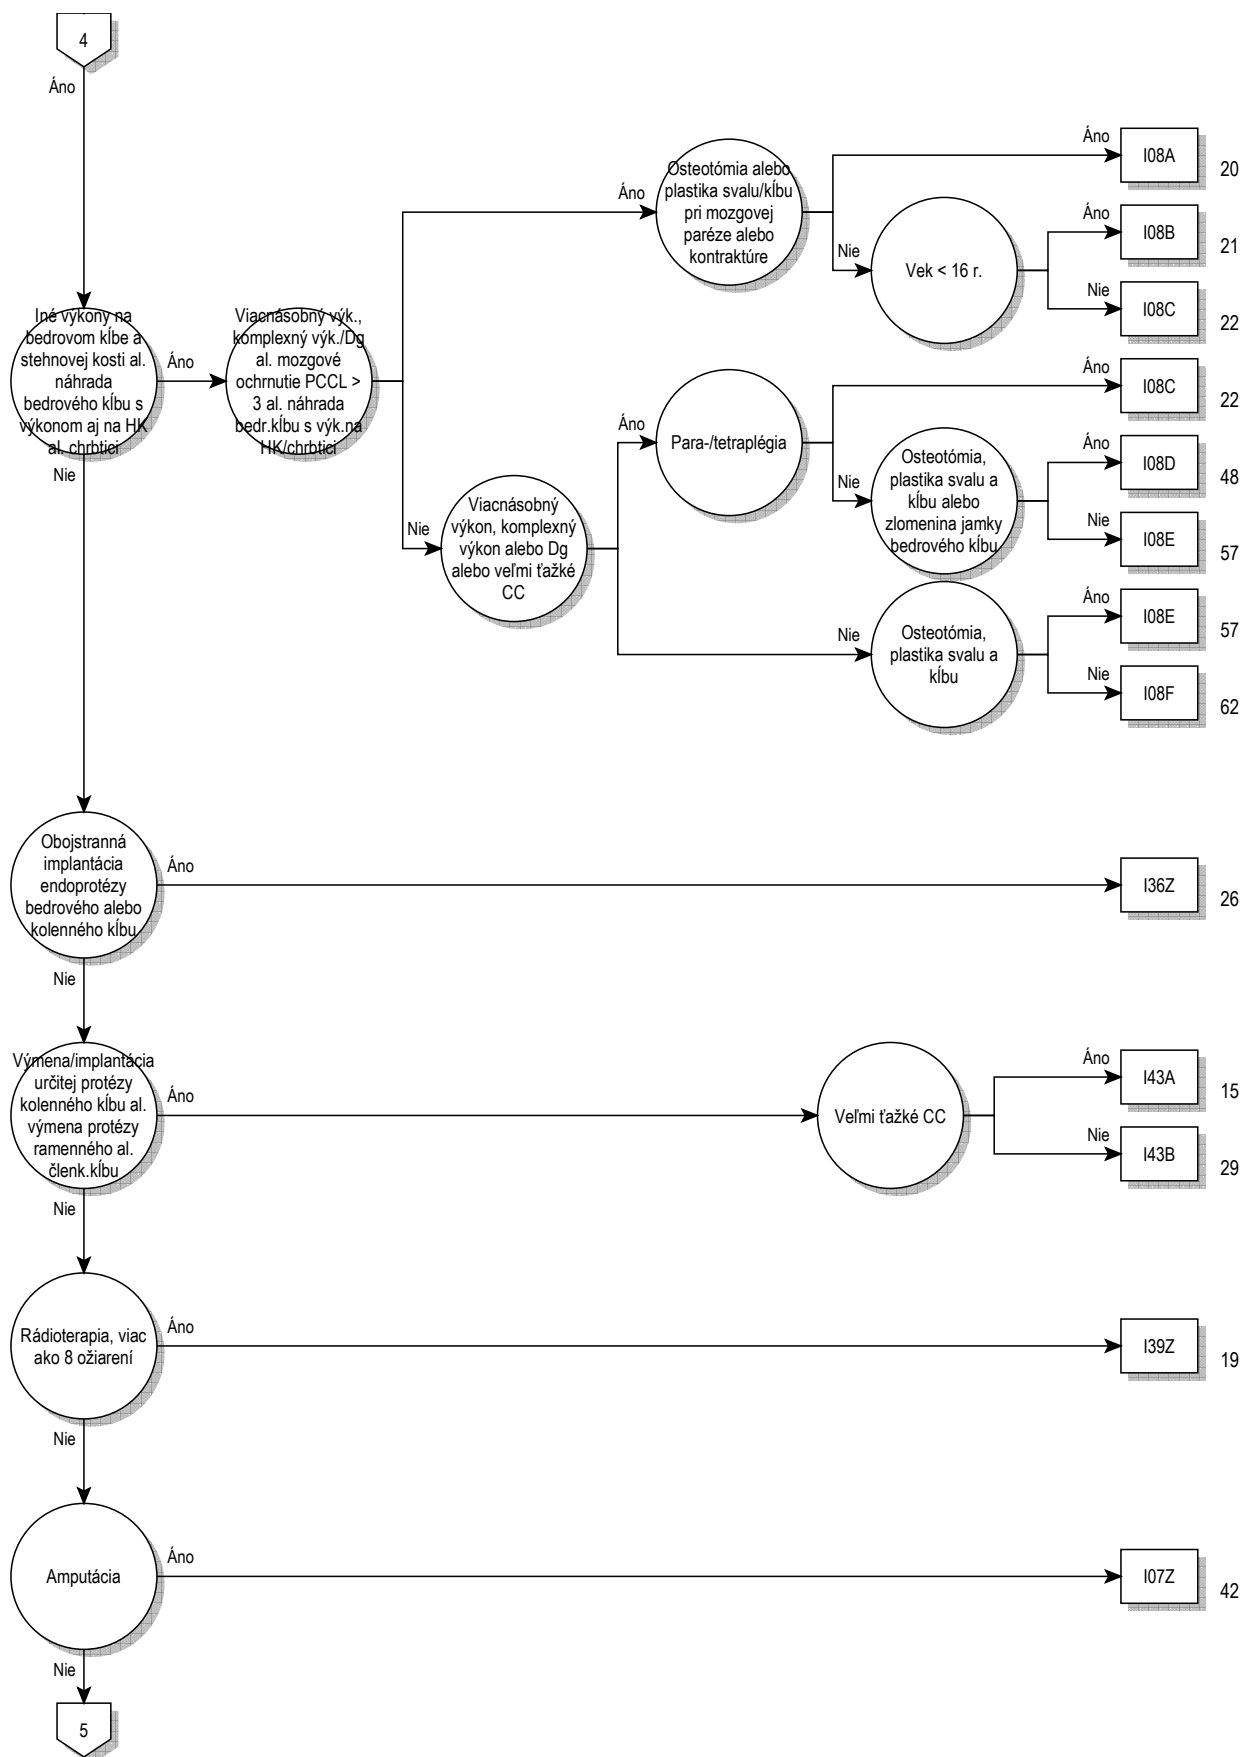 4
Áno
Iné výkony na
bedrovom kĺbe a
stehnovej kosti al.
náhrada
bedrového kĺbu s
výkonom aj na HK
al. chrbtici
Áno
Nie
Viacnásobný výk.,
komplexný výk./Dg
al. mozgové
ochrnutie PCCL >
3 al. náhrada
bedr.kĺbu s výk.na
HK/chrbtici
Áno
Nie
Osteotómia alebo
plastika svalu/kĺbu
pri mozgovej
paréze alebo
kontraktúre
Áno
I08A
20
Nie
Vek < 16 r.
Áno
I08B
21
Nie
I08C
22
Viacnásobný
výkon, komplexný
výkon alebo Dg
alebo veľmi ťažké
CC
Áno
Nie
Para-/tetraplégia
Áno
I08C
22
Nie
Osteotómia,
plastika svalu a
kĺbu alebo
zlomenina jamky
bedrového kĺbu
Áno
I08D
48
Nie
I08E
57
Osteotómia,
plastika svalu a
kĺbu
Áno
I08E
57
Nie
I08F
62
Obojstranná
implantácia
endoprotézy
bedrového alebo
kolenného kĺbu
Áno
I36Z
26
Nie
Výmena/implantácia
určitej protézy
kolenného kĺbu al.
výmena protézy
ramenného al.
členk.kĺbu
Áno
Nie
Veľmi ťažké CC
Áno
I43A
15
Nie
I43B
29
Rádioterapia, viac
ako 8 ožiarení
Áno
I39Z
19
Nie
Amputácia
Áno
I07Z
42
Nie
5